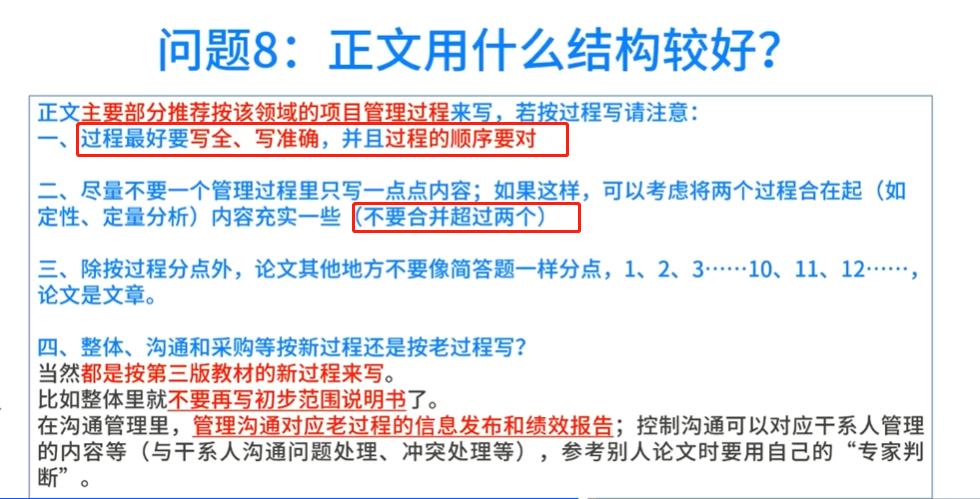 问题8：正文用什么结构较好？
正文主要部分推荐按该领域的项目管理过程来写，若按过程写请注意：
一、过程最好要写全、写准确，并且过程的顺序要对
二、尽量不要一个管理过程里只写一点点内容；如果这样，可以考虑将两个过程合在起（如
定性、定量分析）内容充实一些（不要合并超过两个）
三、除按过程分点外，论文其他地方不要像简答题一样分点，1、2、3……10、11、12……，
论文是文章。
四、整体、沟通和采购等按新过程还是按老过程写？
当然都是按第三版教材的新过程来写。
比如整体里就不要再写初步范围说明书了。
在沟通管理里，管理沟通对应老过程的信息发布和绩效报告；控制沟通可以对应干系人管理
的内容等（与干系人沟通问题处理、冲突处理等），参考别人论文时要用自己的“专家判
断”。